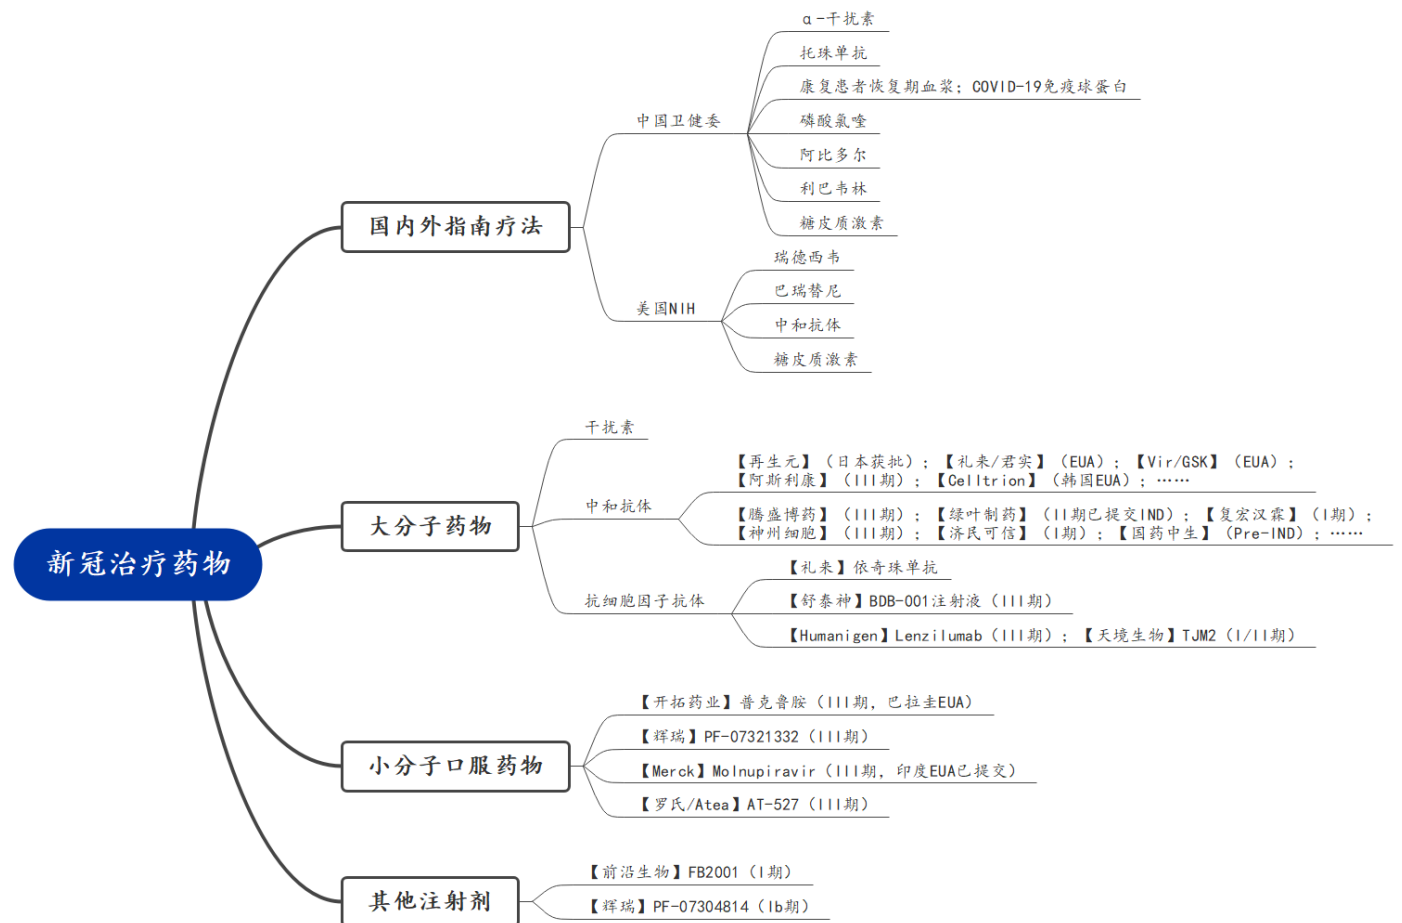 新冠治疗药物
国内外指南疗法
中国卫健委
α-干扰素
托珠单抗
康复患者恢复期血浆；COVID-19免疫球蛋白
磷酸氯喹
阿比多尔
利巴韦林
糖皮质激素
美国NIH
瑞德西韦
巴瑞替尼
中和抗体
糖皮质激素
大分子药物
干扰素
中和抗体
【再生元】（日本获批）；【礼来/君实】（EUA）；【Vir/GSK】（EUA）；
【阿斯利康】（III期）；【Celltrion】（韩国EUA）；……
【腾盛博药】（III期）；【绿叶制药】（II期已提交IND）；【复宏汉霖】（I期）；
【神州细胞】（III期）；【济民可信】（I期）；【国药中生】（Pre-IND）；……
抗细胞因子抗体
【礼来】依奇珠单抗
【舒泰神】BDB-001注射液（III期）
【Humanigen】Lenzilumab（III期）；【天境生物】TJM2（I/II期）
小分子口服药物
【开拓药业】普克鲁胺（III期，巴拉圭EUA）
【辉瑞】PF-07321332（III期）
【Merck】Molnupiravir（III期，印度EUA已提交）
【罗氏/Atea】AT-527（III期）
其他注射剂
【前沿生物】FB2001（I期）
【辉瑞】PF-07304814（Ib期）